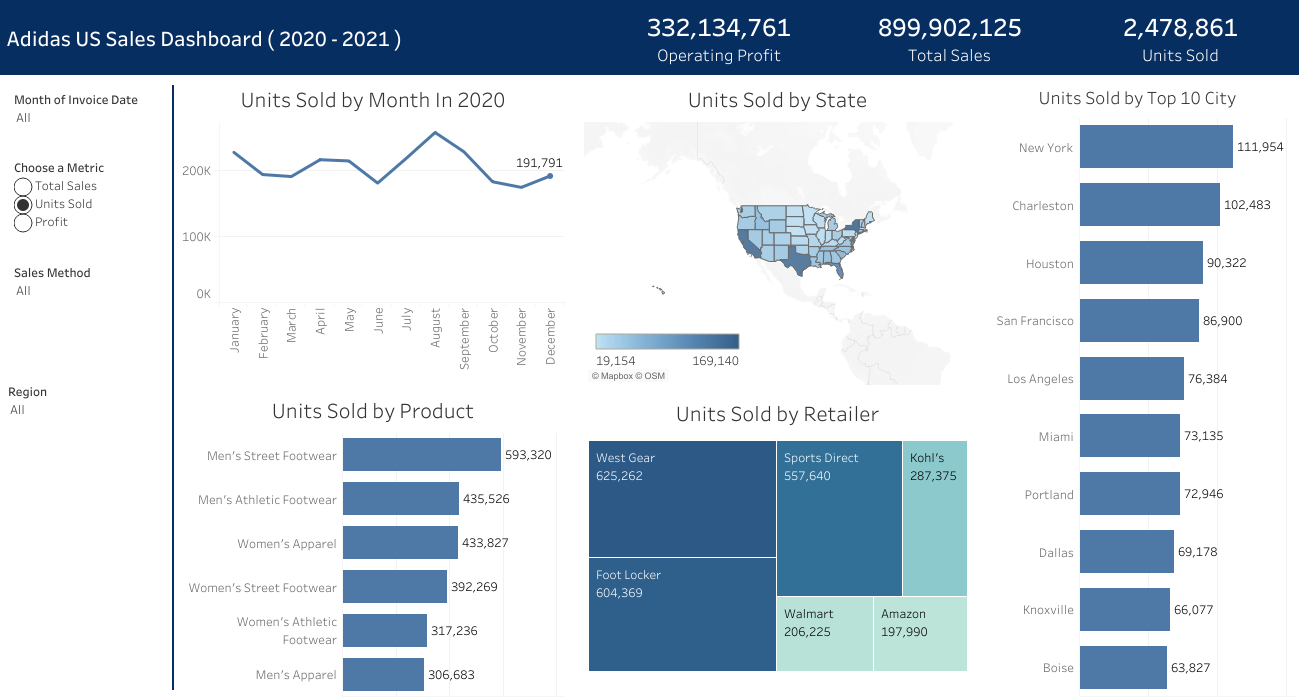 Adidas US Sales Dashboard ( 2020 - 2021 )
332,134,761
Operating Profit
899,902,125
Total Sales
2,478,861
Units Sold
Month of Invoice Date
All
Choose a Metric
Total Sales
Units Sold
Profit
Sales Method
All
Region
All
Units Sold by Month In 2020
200K
100K
0K
191,791
January
February
March
April
May
June
July
August
September
October
November
December
Units Sold by State
19,154
169,140
© Mapbox © OSM
Units Sold by Top 10 City
New York
111,954
Charleston
102,483
Houston
90,322
San Francisco
86,900
Los Angeles
76,384
Miami
73,135
Portland
72,946
Dallas
69,178
Knoxville
66,077
Boise
63,827
Units Sold by Product
Men's Street Footwear
593,320
Men's Athletic Footwear
435,526
Women's Apparel
433,827
Women's Street Footwear
392,269
Women's Athletic
Footwear
317,236
Men's Apparel
306,683
Units Sold by Retailer
West Gear
625,262
Foot Locker
604,369
Sports Direct
557,640
Kohl's
287,375
Walmart
206,225
Amazon
197,990